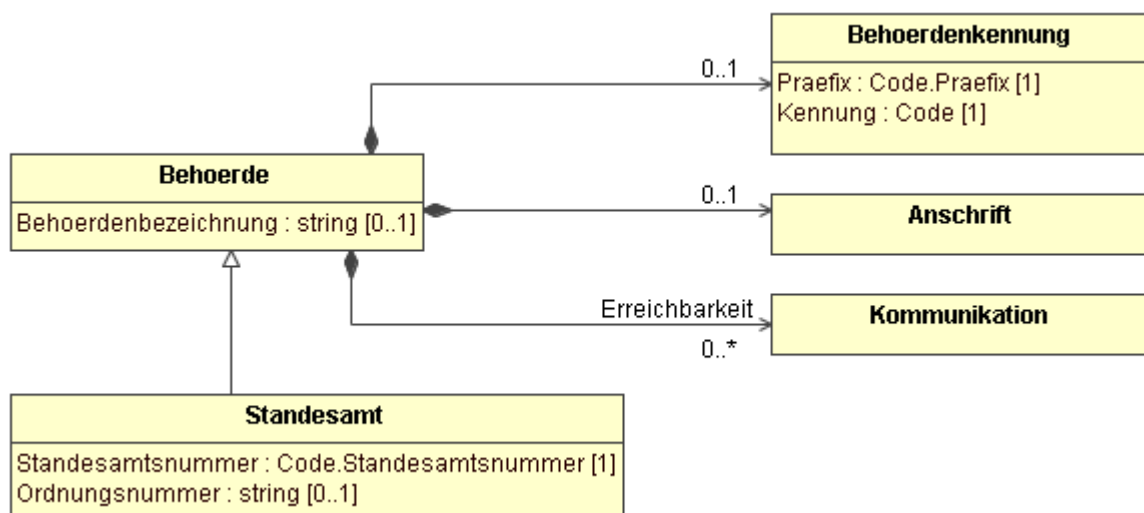 Behoerdenkennung
0..1
Praefix : Code.Praefix [1]
Kennung : Code [1]
Behoerde
Behoerdenbezeichnung : string [0..1]
0..1
Anschrift
Erreichbarkeit
0..*
Kommunikation
Standesamt
Standesamtsnummer : Code.Standesamtsnummer [1]
Ordnungsnummer : string [0..1]